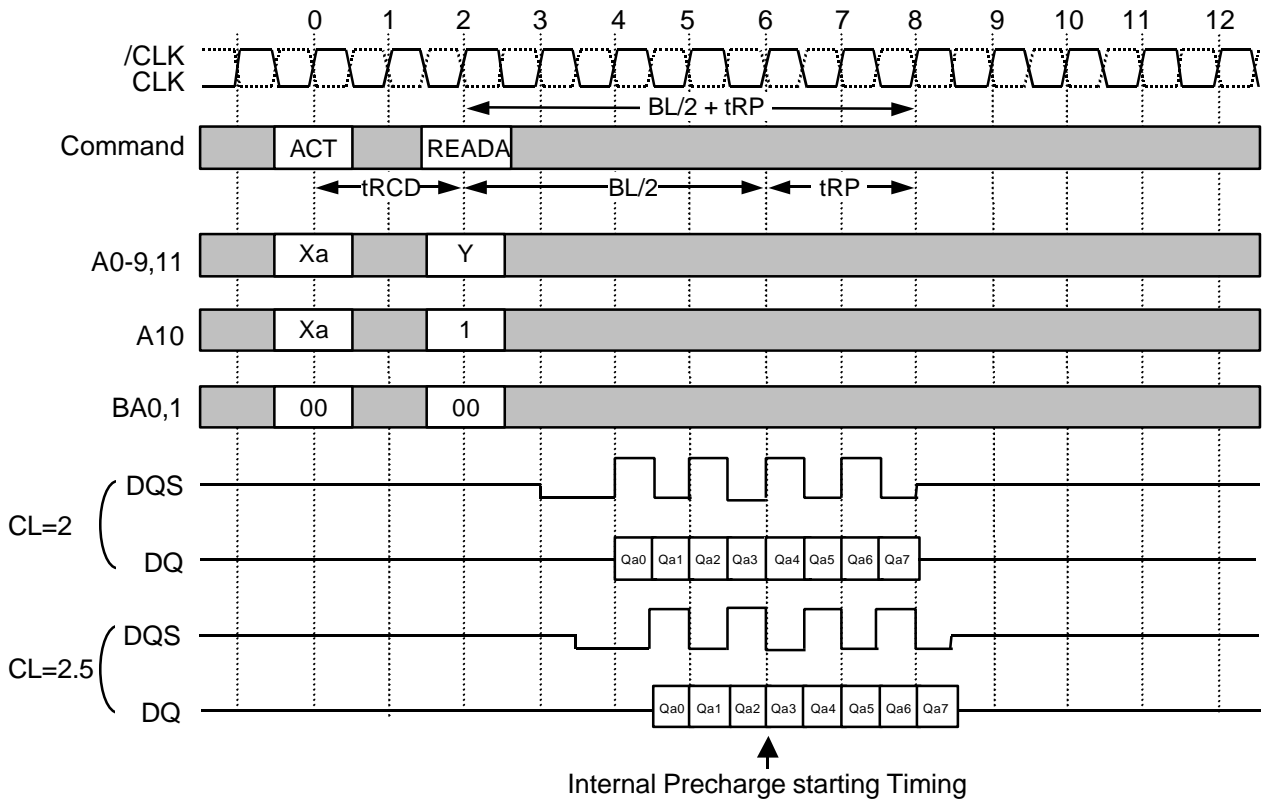 0 1 2 3 4 5 6 7 8 9 10 11 12
/CLK
CLK
BL/2 + tRP
Command ACT READA
tRCD BL/2 tRP
A0-9,11 Xa Y
A10 Xa 1
BA0,1 00 00
DQS
CL=2
DQ Qa0 Qa1 Qa2 Qa3 Qa4 Qa5 Qa6 Qa7
DQS
CL=2.5
DQ Qa0 Qa1 Qa2 Qa3 Qa4 Qa5 Qa6 Qa7
Internal Precharge starting Timing